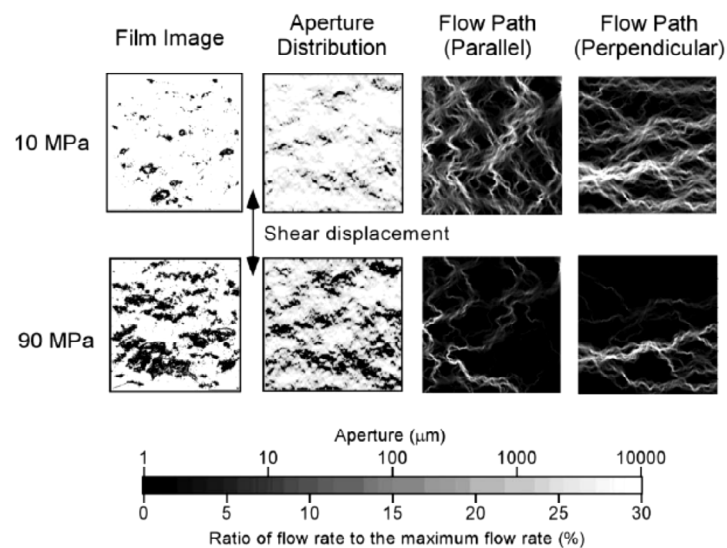 Film Image
Aperture
Distribution
Flow Path
(Parallel)
Flow Path
(Perpendicular)
10 MPa
Shear displacement
90 MPa
Aperture (μm)
1 10 100 1000 10000
0 5 10 15 20 25 30
Ratio of flow rate to the maximum flow rate (%)